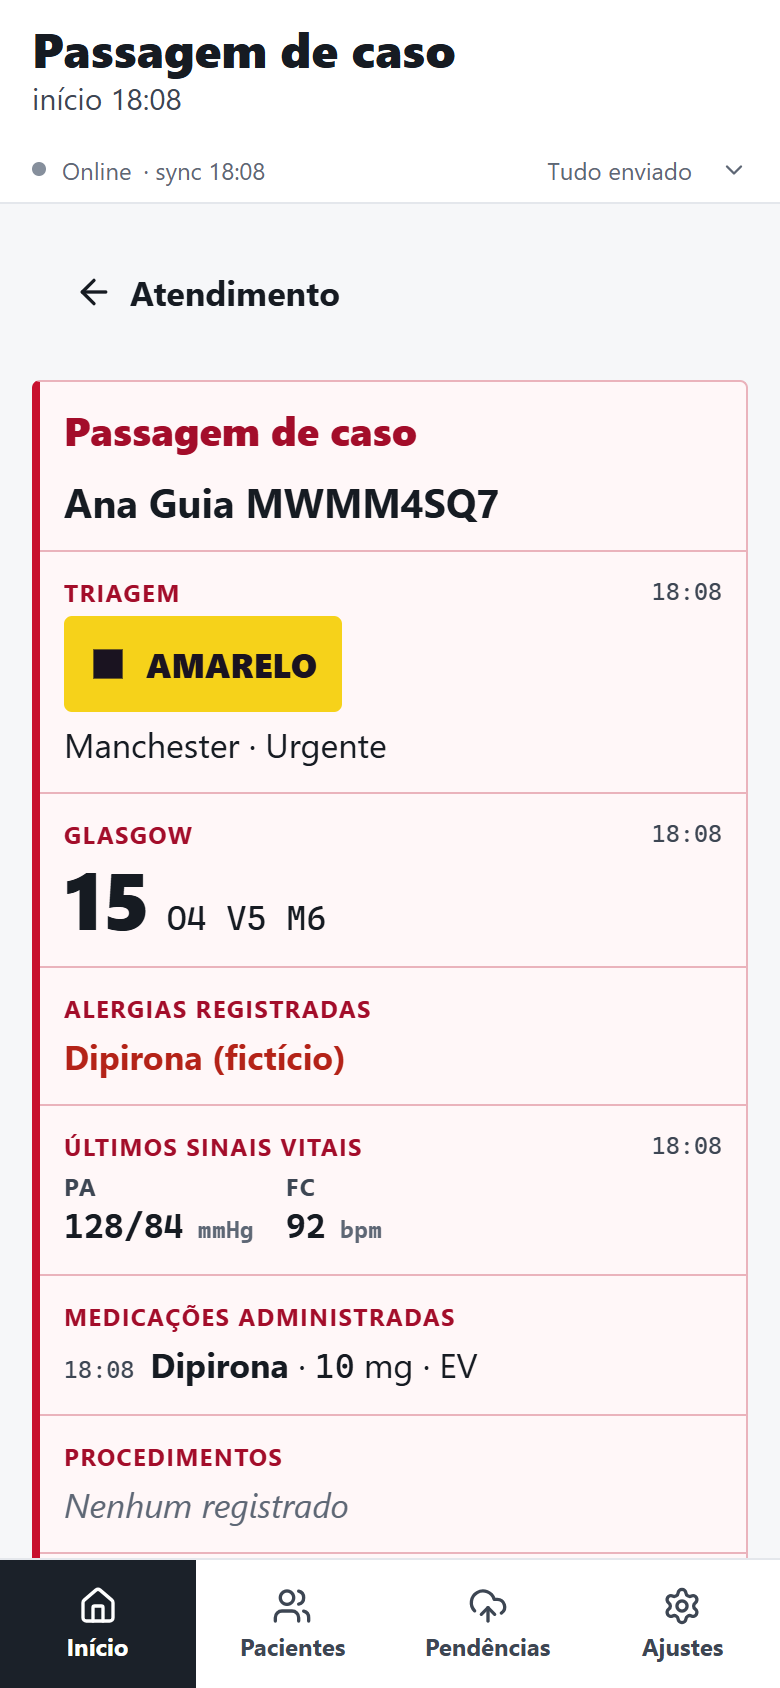 Passagem de caso
início 18:08
Online · sync 18:08 Tudo enviado
Atendimento
Passagem de caso
Ana Guia MWMM4SQ7
TRIAGEM 18:08
AMARELO
Manchester · Urgente
GLASGOW 18:08
15 O4 V5 M6
ALERGIAS REGISTRADAS
Dipirona (fictício)
ÚLTIMOS SINAIS VITAIS 18:08
PA FC
128/84 mmHg 92 bpm
MEDICAÇÕES ADMINISTRADAS
18:08 Dipirona · 10 mg · EV
PROCEDIMENTOS
Nenhum registrado
Início Pacientes Pendências Ajustes